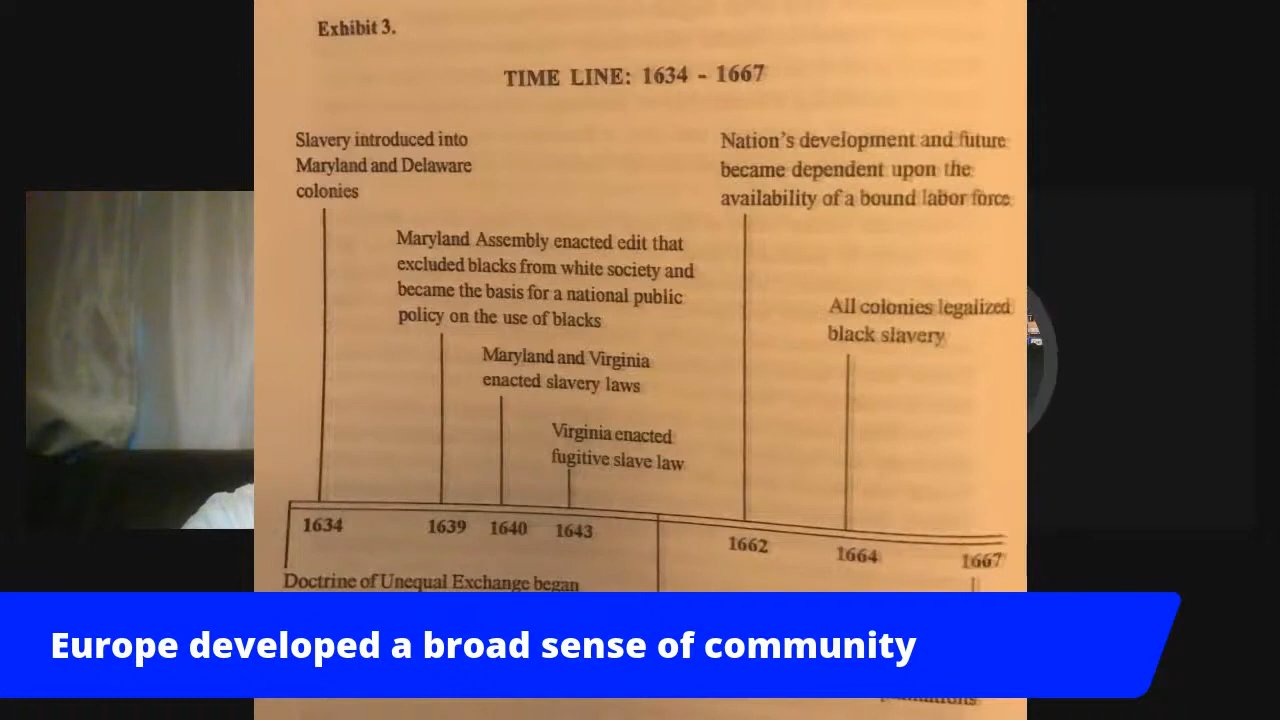 Exhibit 3.
TIME LINE: 1634 - 1667
Slavery introduced into
Maryland and Delaware
colonies
Nation's development and future
became dependent upon the
availability of a bound labor force
Maryland Assembly enacted edit that
excluded blacks from white society and
became the basis for a national public
policy on the use of blacks
All colonies legalized
black slavery
Maryland and Virginia
enacted slavery laws
Virginia enacted
fugitive slave law
1634 1639 1640 1643 1662 1664 1667
Doctrine of Unequal Exchange began
Europe developed a broad sense of community